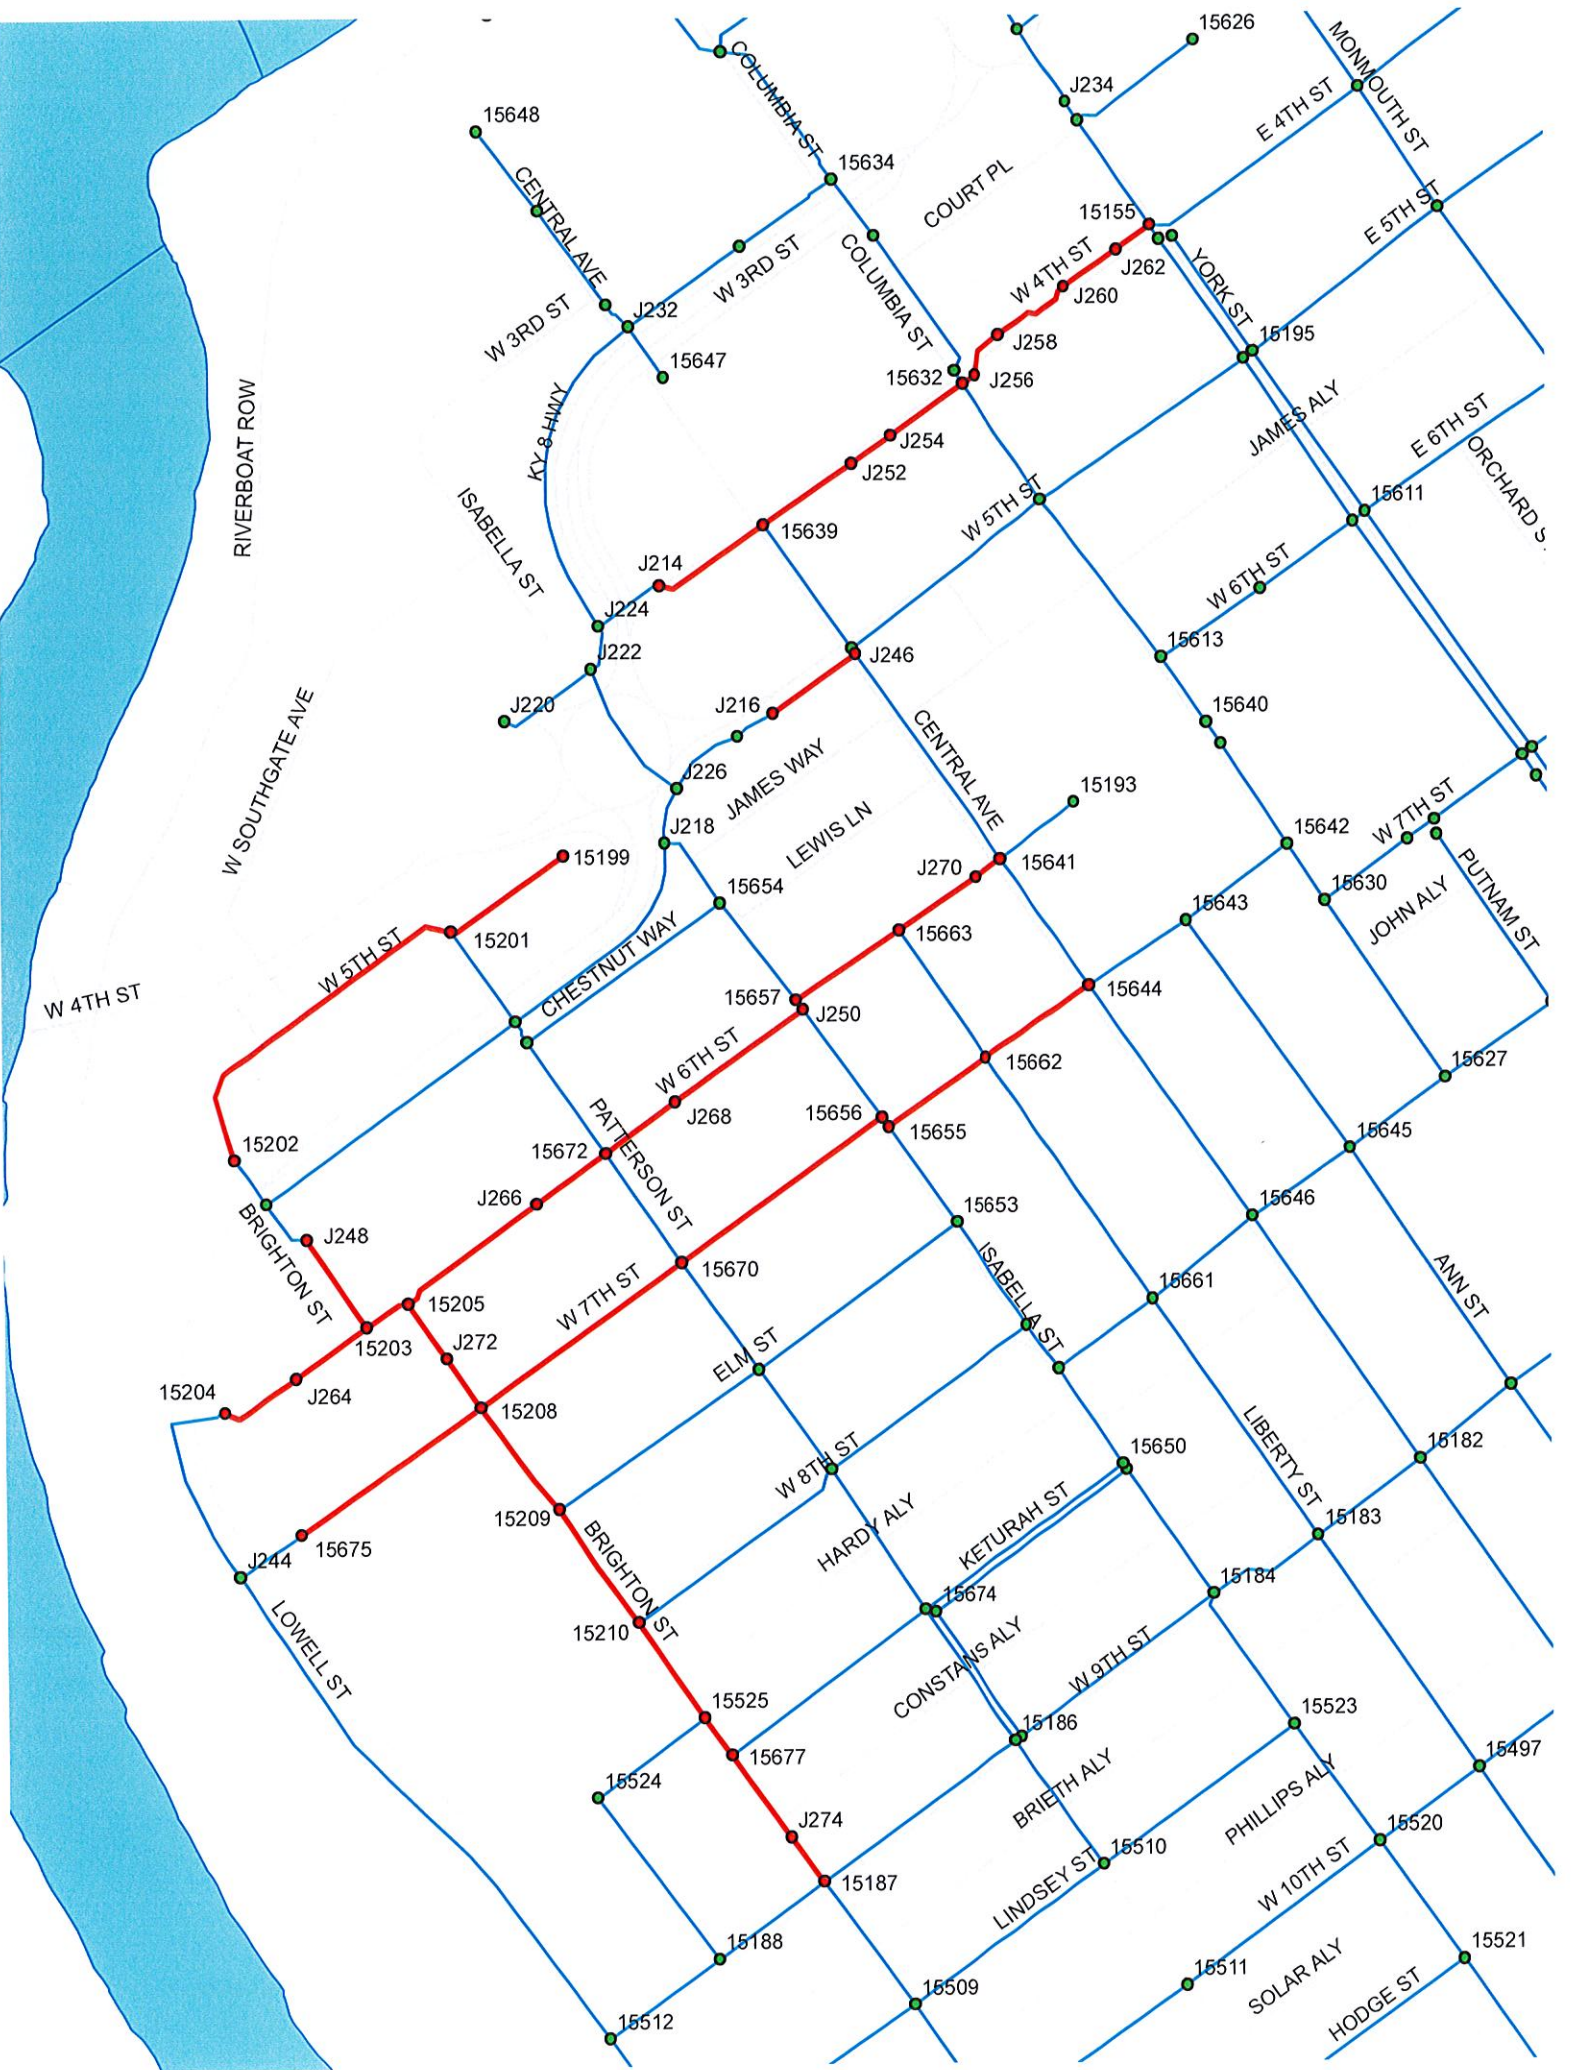 15626
COLUMBIA ST
MONMOUTH ST
J234
E 4TH ST
15648
15634
COURT PL
CENTRAL AVE
15155
E 5TH ST
W 3RD ST
COLUMBIA ST
W 4TH ST
J262
YORK ST
J260
W 3RD ST
J232
J258
15195
15647
15632
J256
RIVERBOAT ROW
KY 8 HWY
J254
JAMES ALY
E 6TH ST
J252
ORCHARD S
ISABELLA ST
W 5TH ST
15611
15639
J214
W 6TH ST
J224
J222
15613
J246
J220
J216
15640
W SOUTHGATE AVE
CENTRAL AVE
J226
JAMES WAY
15193
W 7TH ST
J218
LEWIS LN
15642
15199
J270
15641
PUTNAM ST
15654
15630
JOHN ALY
15643
15201
15663
W 5TH ST
CHESTNUT WAY
W 4TH ST
15657
J250
15644
W 6TH ST
15662
15627
PATTERSON ST
J268
15656
15655
15202
15672
15645
J266
15653
15646
BRIGHTON ST
J248
15670
ISABELLA ST
ANN ST
W 7TH ST
15661
15205
15203
J272
ELM ST
15204
J264
15208
LIBERTY ST
15182
W 8TH ST
15650
15209
BRIGHTON ST
HARDY ALY
KETURAH ST
15183
15675
J244
15674
15184
LOWELL ST
15210
CONSTANS ALY
W 9TH ST
15525
15186
15523
15677
15497
15524
BRIETH ALY
PHILLIPS ALY
J274
15520
15510
15187
LINDSEY ST
W 10TH ST
15188
15521
15511
SOLAR ALY
15509
HODGE ST
15512